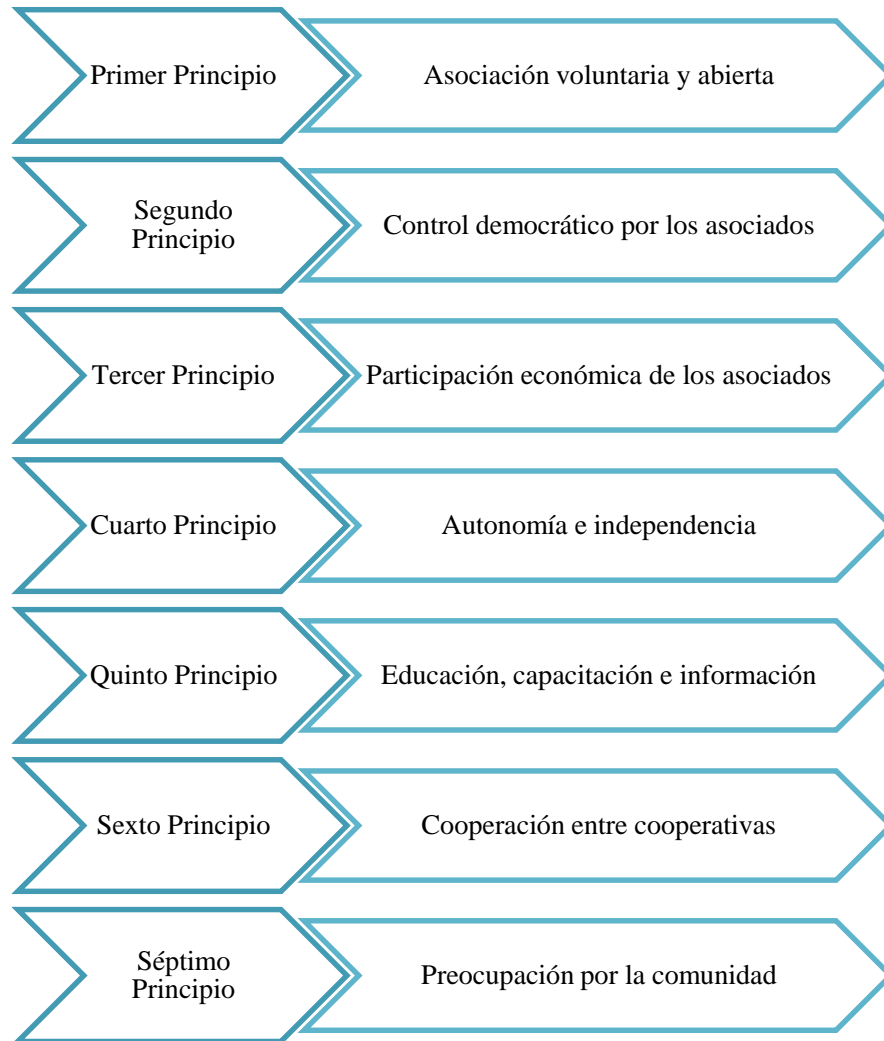 Primer Principio
Asociación voluntaria y abierta
Segundo
Principio
Control democrático por los asociados
Tercer Principio
Participación económica de los asociados
Cuarto Principio
Autonomía e independencia
Quinto Principio
Educación, capacitación e información
Sexto Principio
Cooperación entre cooperativas
Séptimo
Principio
Preocupación por la comunidad